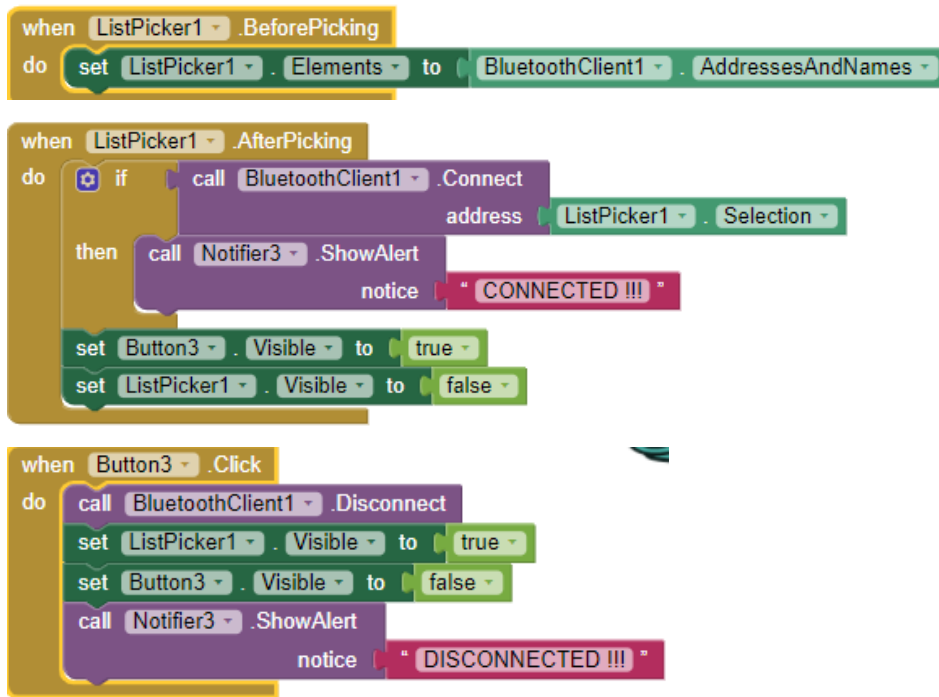 when ListPicker1 .BeforePicking
do set ListPicker1 . Elements to BluetoothClient1 . AddressesAndNames
when ListPicker1 .AfterPicking
do if call BluetoothClient1 .Connect
address ListPicker1 . Selection
then call Notifier3 .ShowAlert
notice “ CONNECTED !!! ”
set Button3 . Visible to true
set ListPicker1 . Visible to false
when Button3 .Click
do call BluetoothClient1 .Disconnect
set ListPicker1 . Visible to true
set Button3 . Visible to false
call Notifier3 .ShowAlert
notice “ DISCONNECTED !!! ”